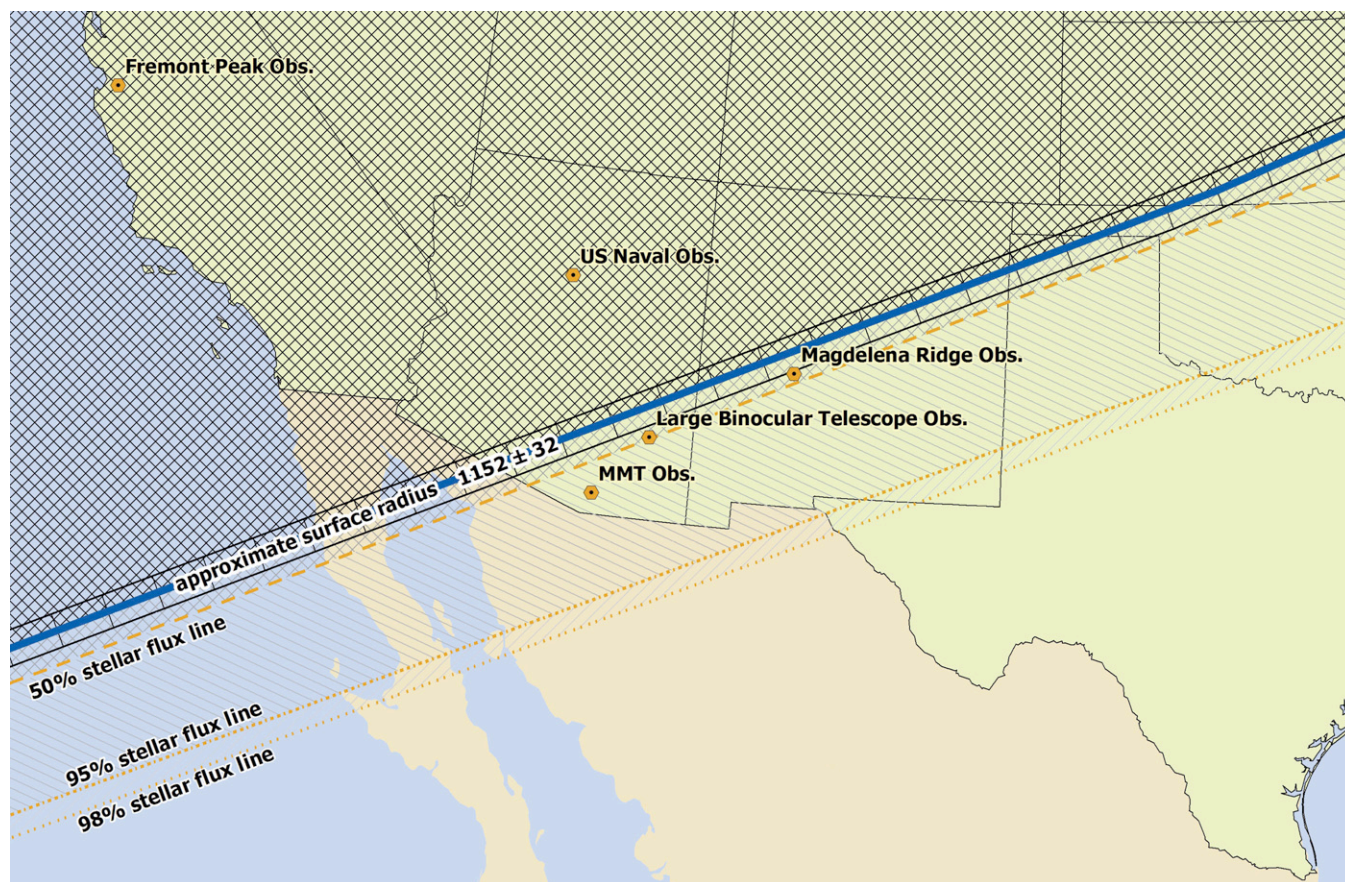 Fremont Peak Obs.
US Naval Obs.
Magdelena Ridge Obs.
Large Binocular Telescope Obs.
MMT Obs.
approximate surface radius 1152 ± 32
50% stellar flux line
95% stellar flux line
98% stellar flux line